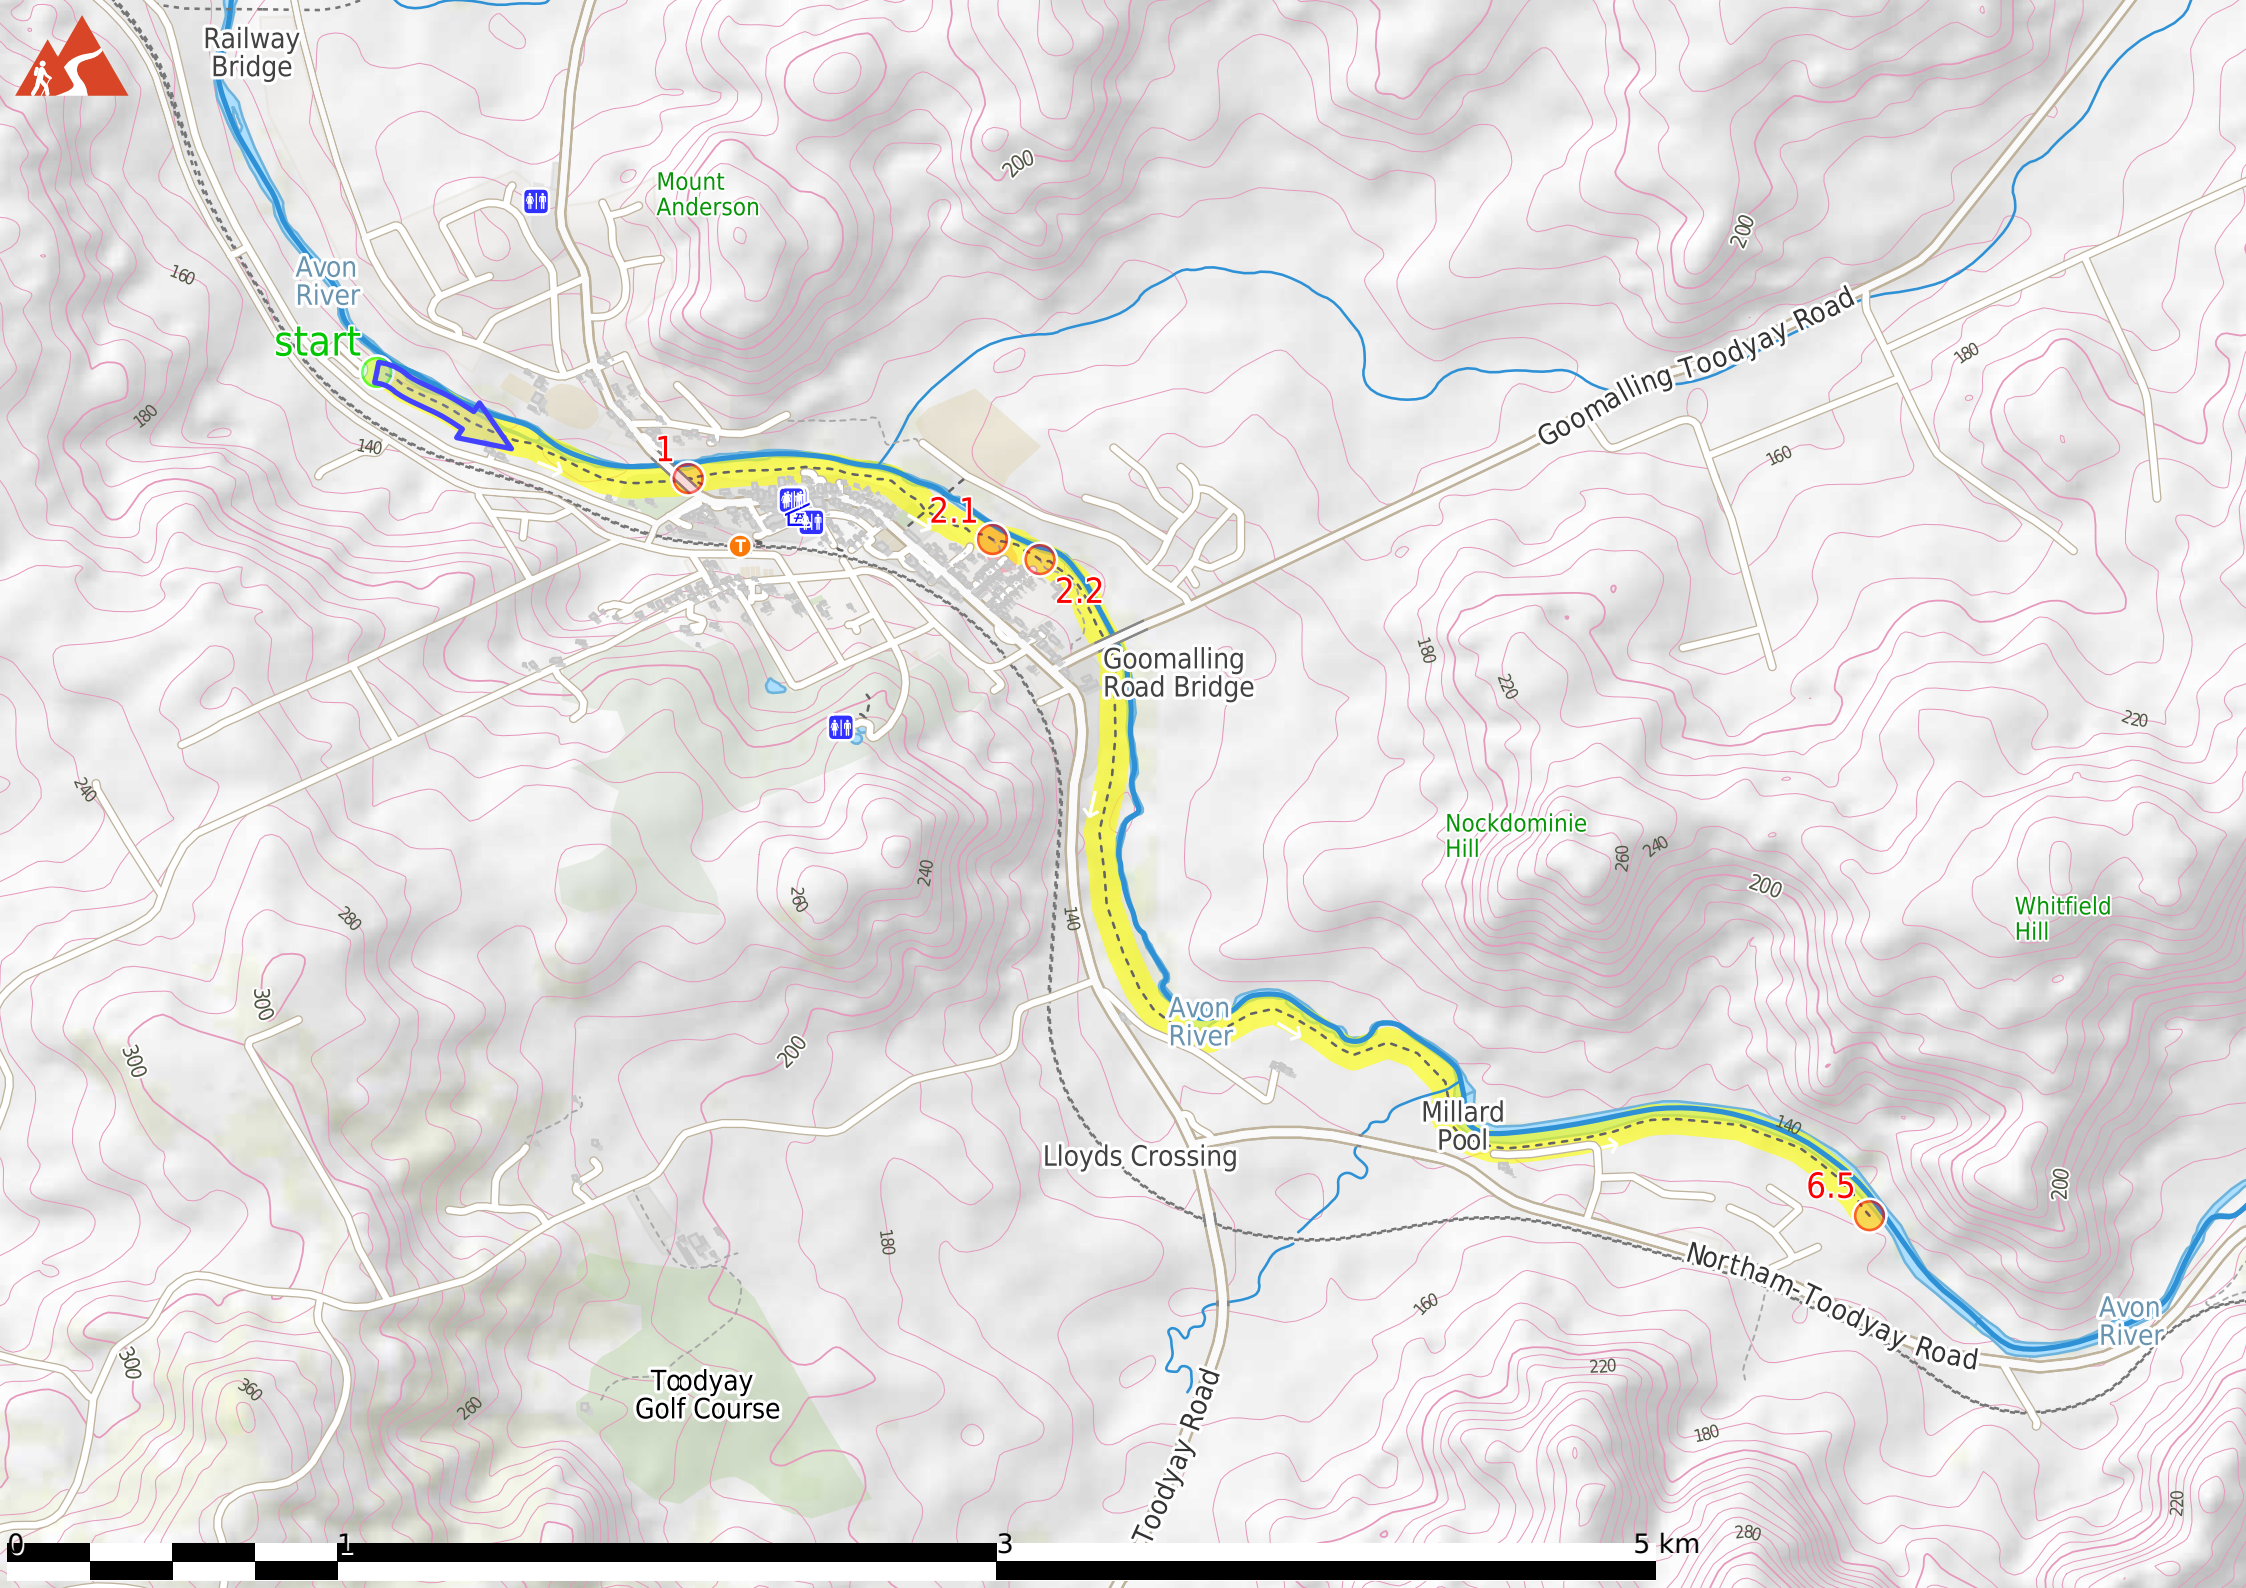 Railway
Bridge
200
Mount
Anderson
200
160
Avon
River
start
Goomalling Toodyay Road
180
180
140
1
160
2.1
2.2
180
Goomalling
Road Bridge
220
220
240
Nockdominie
Hill
260
240
240
260
200
Whitfield
Hill
280
140
300
Avon
River
300
200
Millard
Pool
140
Lloyds Crossing
6.5
200
180
Northam-Toodyay Road
160
Avon
River
300
360
260
Toodyay
Golf Course
220
Toodyay Road
180
220
280
0
1
3
5 km
T